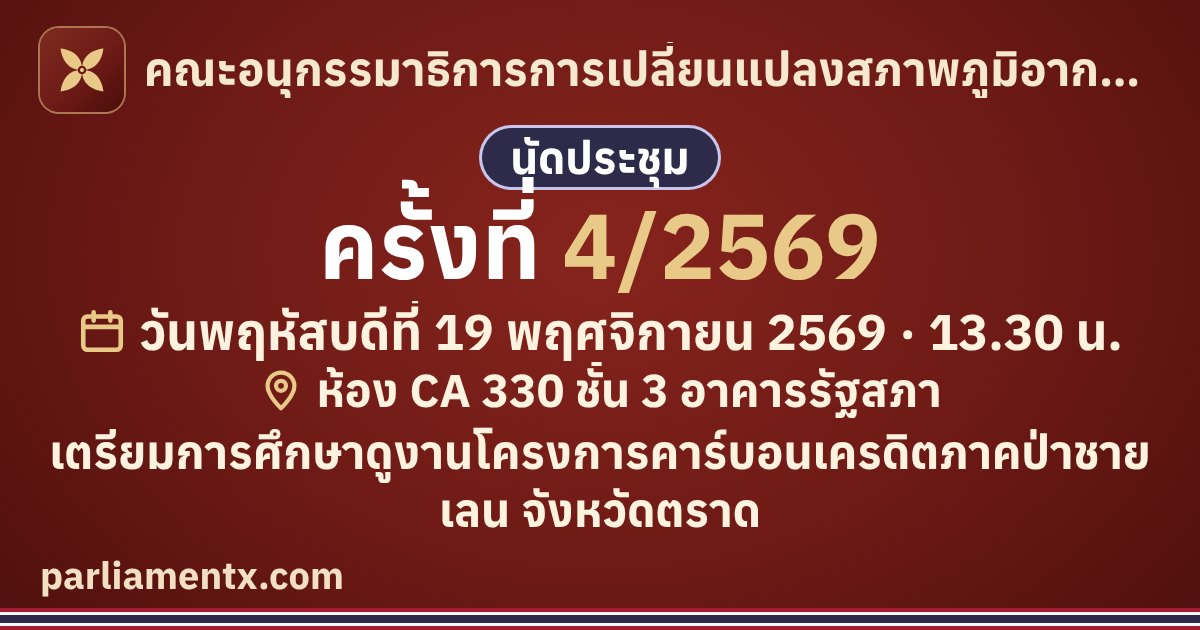 คณะอนุกรรมาธิการการเปลี่ยนแปลงสภาพภูมิอาก...
นัดประชุม
ครั้งที่ 4/2569
วันพฤหัสบดีที่ 19 พฤศจิกายน 2569 · 13.30 น.
ห้อง CA 330 ชั้น 3 อาคารรัฐสภา
เตรียมการศึกษาดูงานโครงการคาร์บอนเครดิตภาคป่าชาย
เลน จังหวัดตราด
parliamentx.com